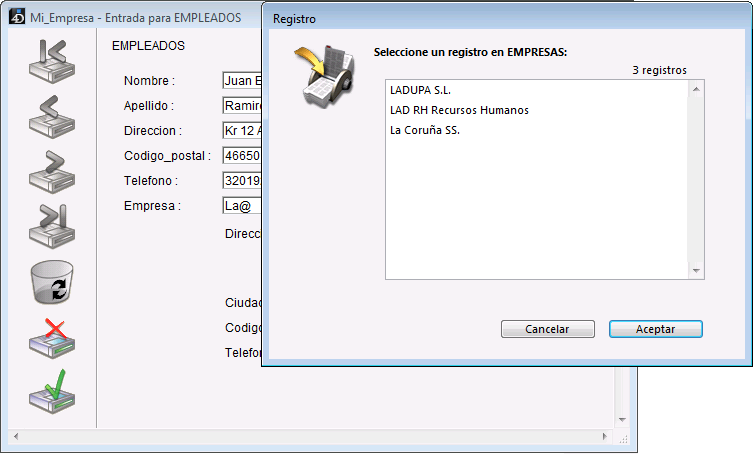 Mi_Empresa - Entrada para EMPLEADOS
EMPLEADOS
Nombre : Juan E
Apellido : Ramire
Direccion : Kr 12 A
Codigo_postal : 46650
Telefono : 32019
Empresa : La@
Direcc
Ciudad
Codigo
Telefon
Registro
Seleccione un registro en EMPRESAS:
3 registros
LADUPA S.L.
LAD RH Recursos Humanos
La Coruña SS.
Cancelar
Aceptar